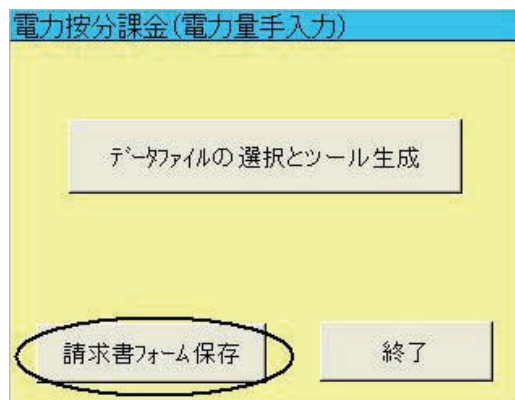 電力按分課金(電力量手入力)
ﾃﾞｰﾀﾌｧｲﾙの選択とツール生成
請求書ﾌｫｰﾑ保存
終了